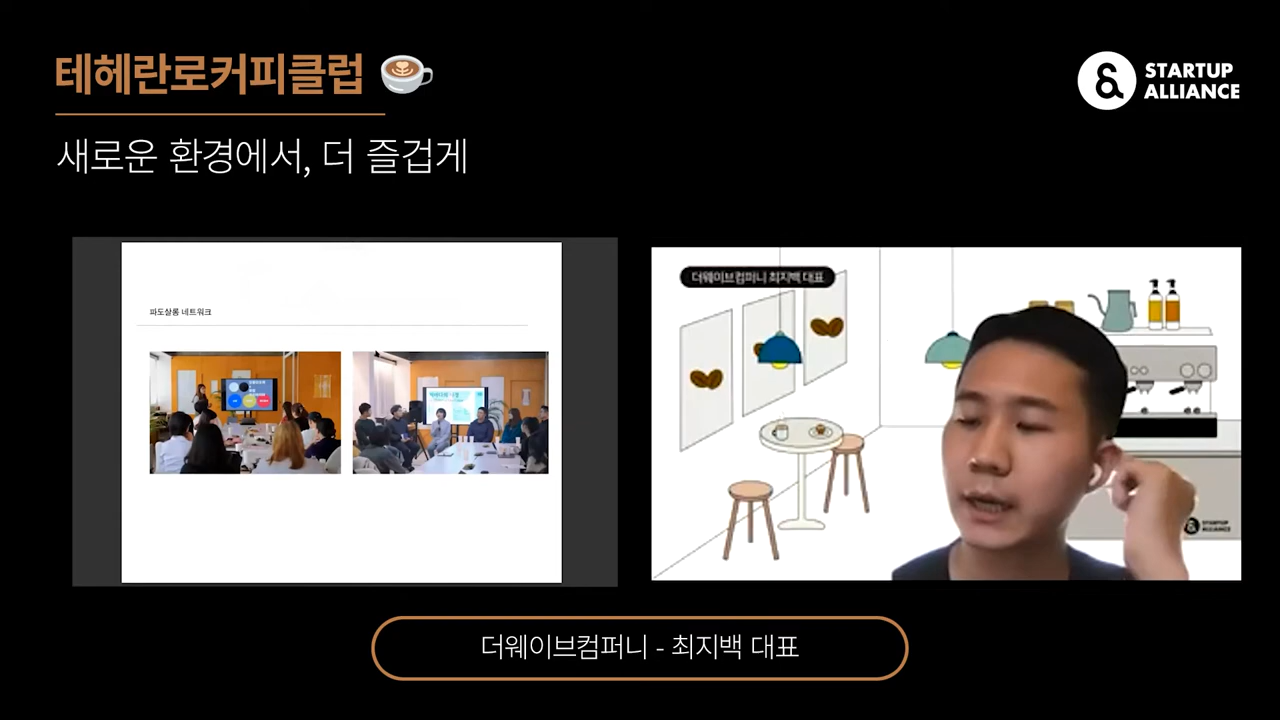 테헤란로커피클럽
STARTUP
ALLIANCE
새로운 환경에서, 더 즐겁게
파도살롱 네트워크
더웨이브컴퍼니 최지백 대표
STARTUP
ALLIANCE
더웨이브컴퍼니 - 최지백 대표